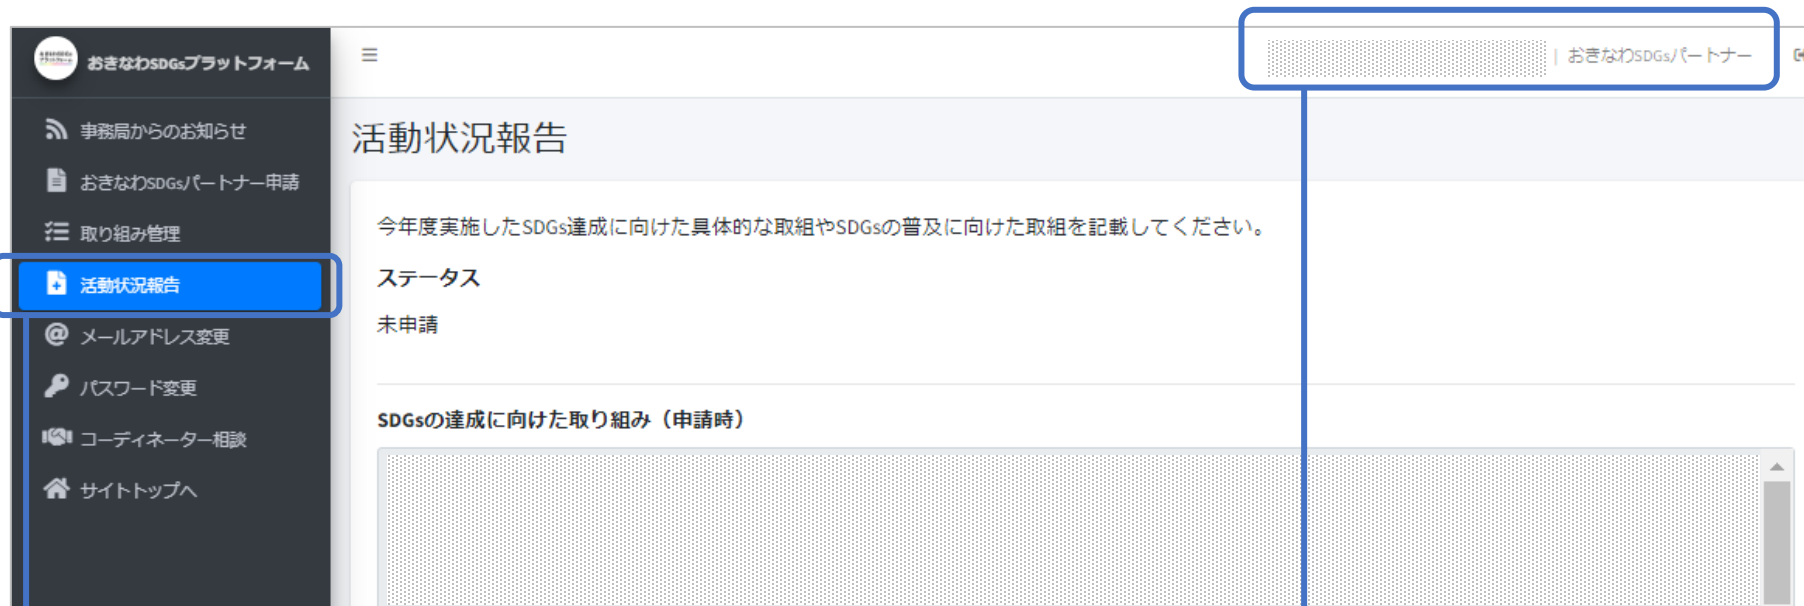 おきなわSDGsプラットフォーム
| おきなわSDGsパートナー
事務局からのお知らせ
おきなわSDGsパートナー申請
取り組み管理
活動状況報告
メールアドレス変更
パスワード変更
コーディネーター相談
サイトトップへ
活動状況報告
今年度実施したSDGs達成に向けた具体的な取組やSDGsの普及に向けた取組を記載してください。
ステータス
未申請
SDGsの達成に向けた取り組み（申請時）